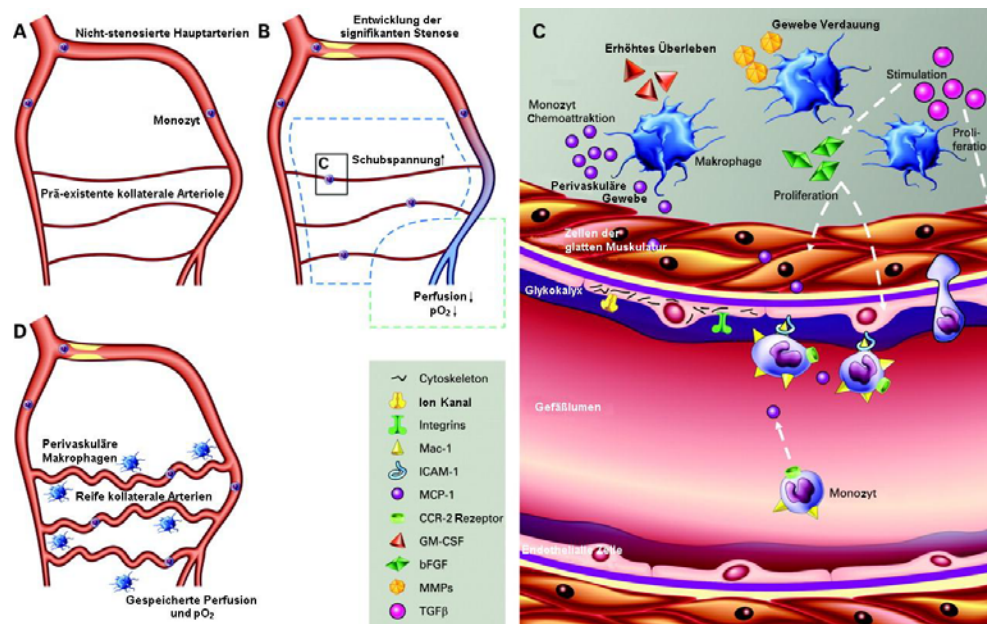 A
Nicht-stenosierte Hauptarterien
Monozyt
Prä-existente kollaterale Arteriole
B
Entwicklung der
signifikanten Stenose
C
Schubspannung↑
Perfusion ↓
pO₂ ↓
D
Perivaskuläre
Makrophagen
Reife kollaterale Arterien
Gespeicherte Perfusion
und pO₂
Cytoskeleton
Ion Kanal
Integrins
Mac-1
ICAM-1
MCP-1
CCR-2 Rezeptor
GM-CSF
bFGF
MMPs
TGFβ
C
Gewebe Verdauung
Erhöhtes Überleben
Stimulation
Monozyt
Chemoattraktion
Makrophage
Proli-
feration
Perivaskuläre
Gewebe
Proliferation
Zellen der
glatten Muskulatur
Glykokalyx
Gefäßlumen
Monozyt
Endothelialle Zelle